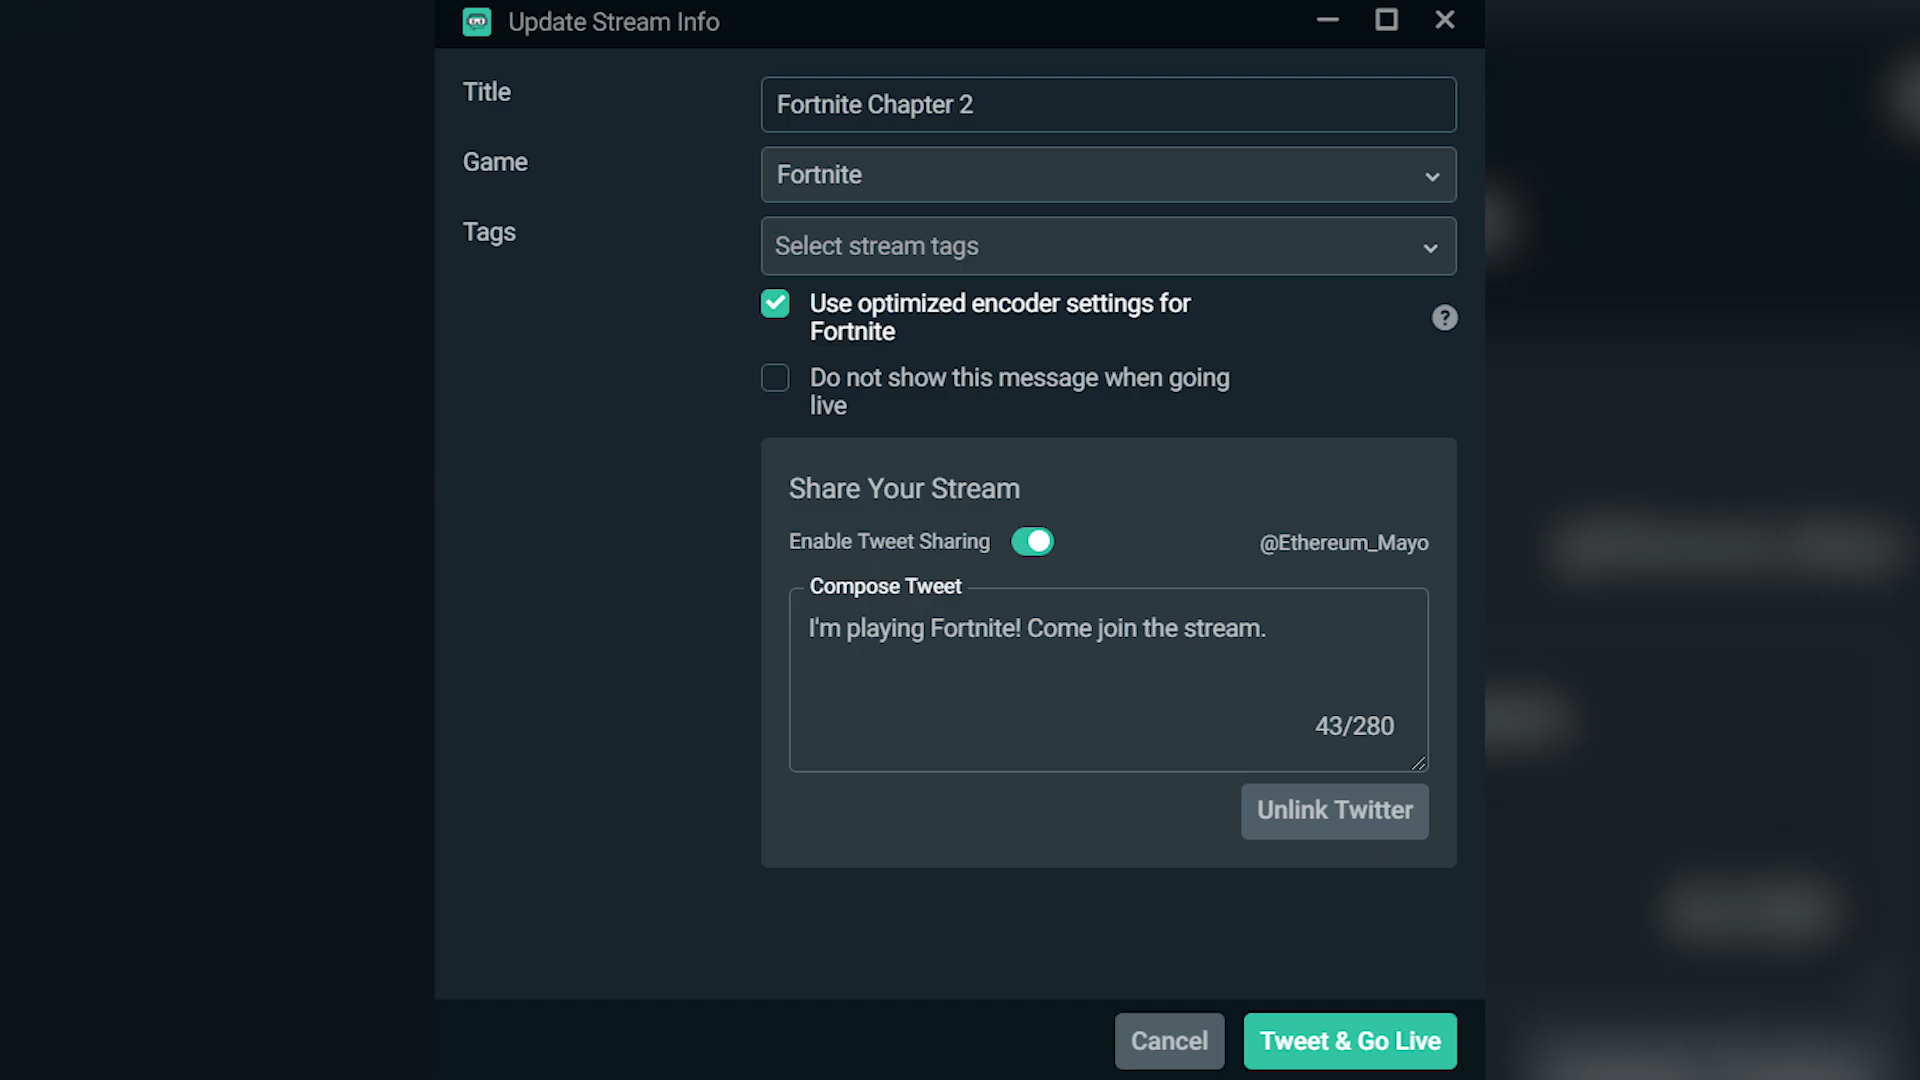 Update Stream Info
Title
Fortnite Chapter 2
Game
Fortnite
Tags
Select stream tags
Use optimized encoder settings for
Fortnite
?
Do not show this message when going
live
Share Your Stream
Enable Tweet Sharing
@Ethereum_Mayo
Compose Tweet
I'm playing Fortnite! Come join the stream.
43/280
Unlink Twitter
Cancel
Tweet & Go Live